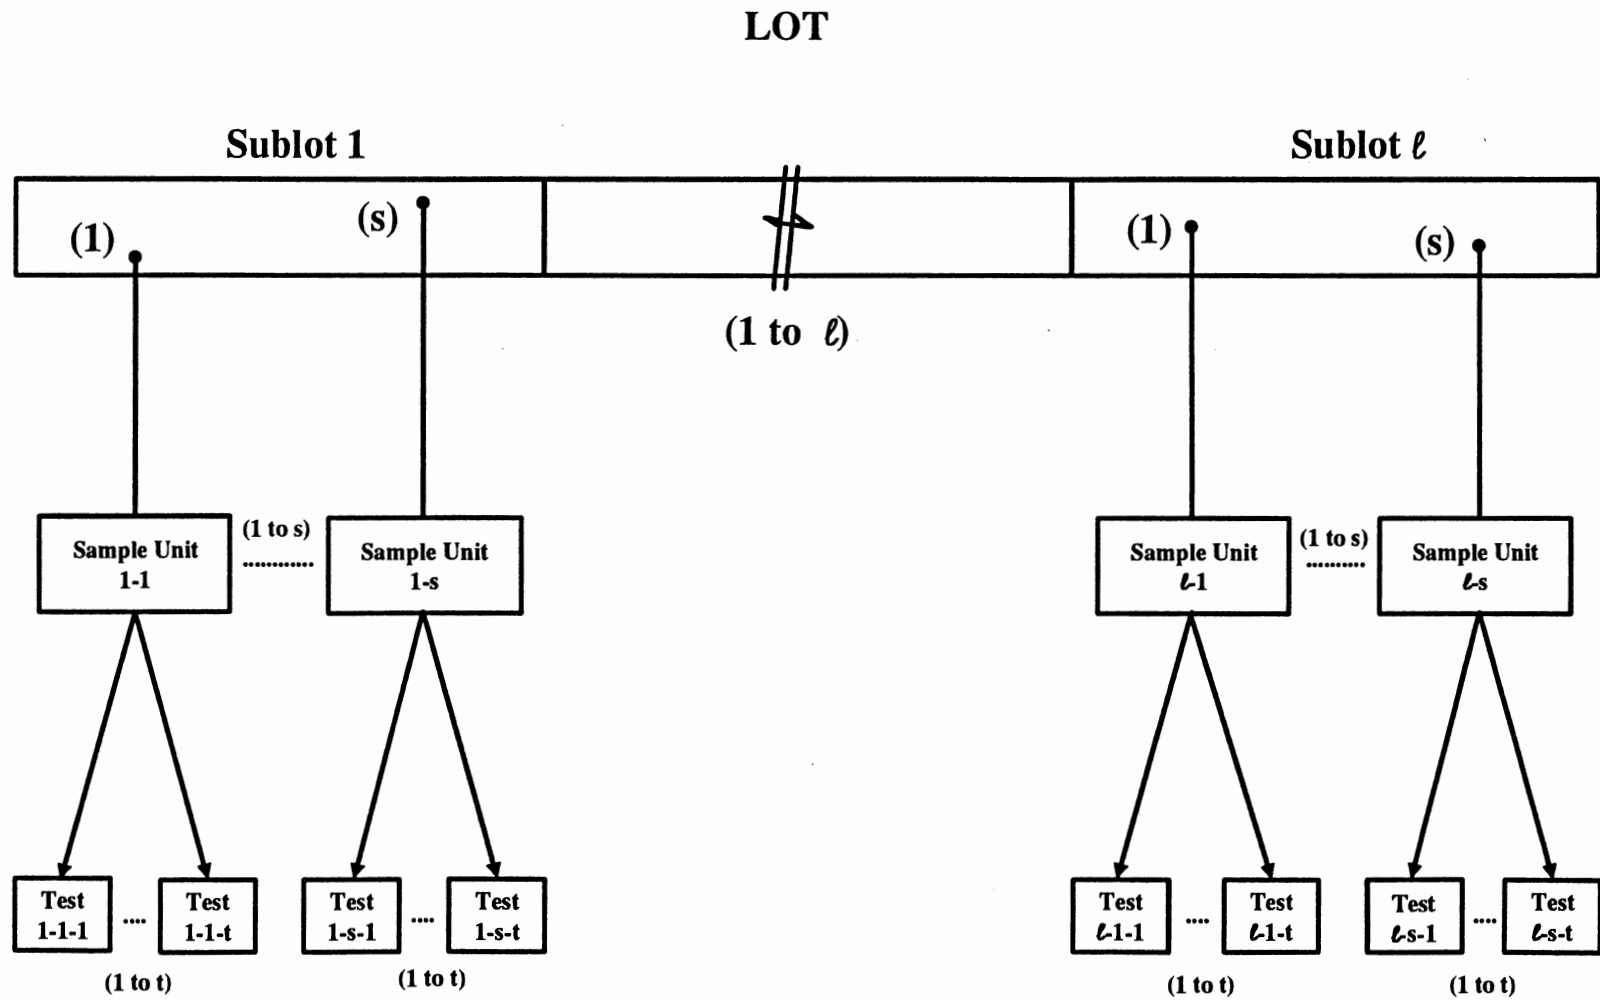 LOT
Sublot 1
Sublot ℓ
(1)
(s)
(1)
(s)
(1 to ℓ)
Sample Unit
1-1
(1 to s)
............
Sample Unit
1-s
Sample Unit
ℓ-1
(1 to s)
..........
Sample Unit
ℓ-s
Test
1-1-1
....
Test
1-1-t
(1 to t)
Test
1-s-1
....
Test
1-s-t
(1 to t)
Test
ℓ-1-1
....
Test
ℓ-1-t
(1 to t)
Test
ℓ-s-1
....
Test
ℓ-s-t
(1 to t)